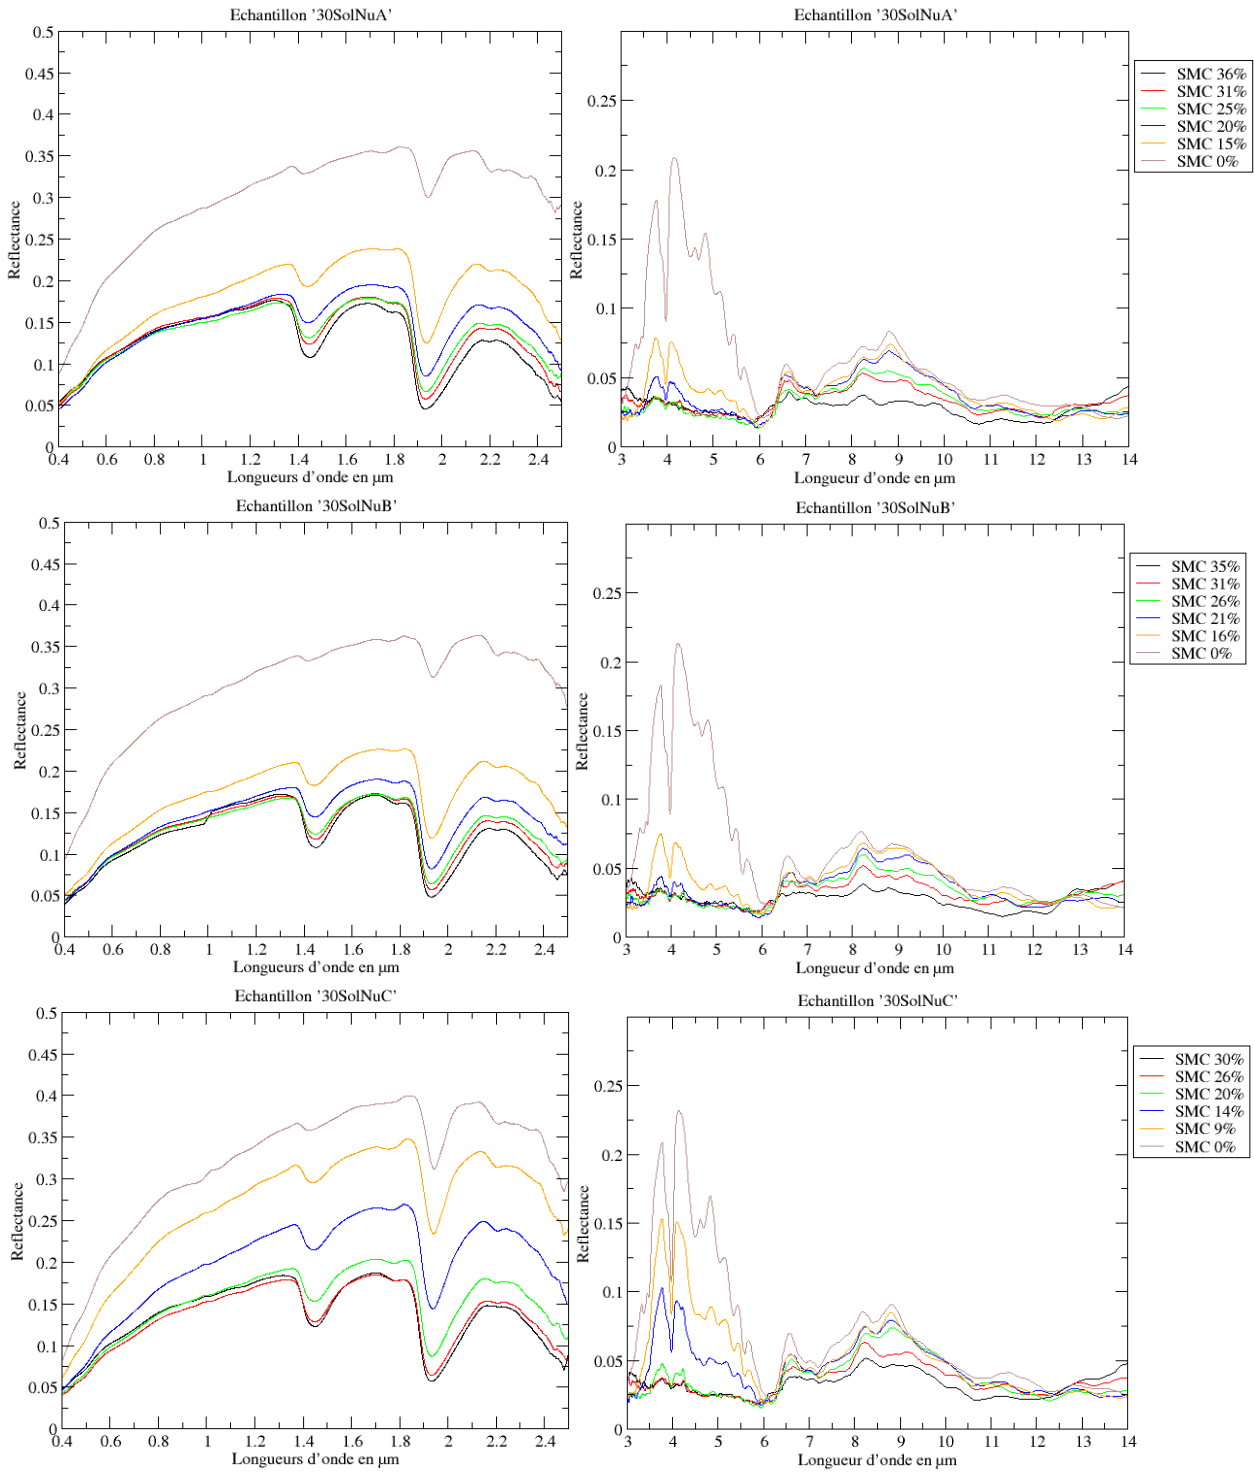 Echantillon '30SolNuA'
0.5
0.45
0.4
0.35
0.3
0.25
0.2
0.15
0.1
0.05
0
Reflectance
0.4 0.6 0.8 1 1.2 1.4 1.6 1.8 2 2.2 2.4
Longueurs d'onde en µm
Echantillon '30SolNuA'
0.25
0.2
0.15
0.1
0.05
0
Reflectance
3 4 5 6 7 8 9 10 11 12 13 14
Longueur d'onde en µm
SMC 36%
SMC 31%
SMC 25%
SMC 20%
SMC 15%
SMC 0%
Echantillon '30SolNuB'
0.5
0.45
0.4
0.35
0.3
0.25
0.2
0.15
0.1
0.05
0
Reflectance
0.4 0.6 0.8 1 1.2 1.4 1.6 1.8 2 2.2 2.4
Longueurs d'onde en µm
Echantillon '30SolNuB'
0.25
0.2
0.15
0.1
0.05
0
Reflectance
3 4 5 6 7 8 9 10 11 12 13 14
Longueur d'onde en µm
SMC 35%
SMC 31%
SMC 26%
SMC 21%
SMC 16%
SMC 0%
Echantillon '30SolNuC'
0.5
0.45
0.4
0.35
0.3
0.25
0.2
0.15
0.1
0.05
0
Reflectance
0.4 0.6 0.8 1 1.2 1.4 1.6 1.8 2 2.2 2.4
Longueurs d'onde en µm
Echantillon '30SolNuC'
0.25
0.2
0.15
0.1
0.05
0
Reflectance
3 4 5 6 7 8 9 10 11 12 13 14
Longueur d'onde en µm
SMC 30%
SMC 26%
SMC 20%
SMC 14%
SMC 9%
SMC 0%